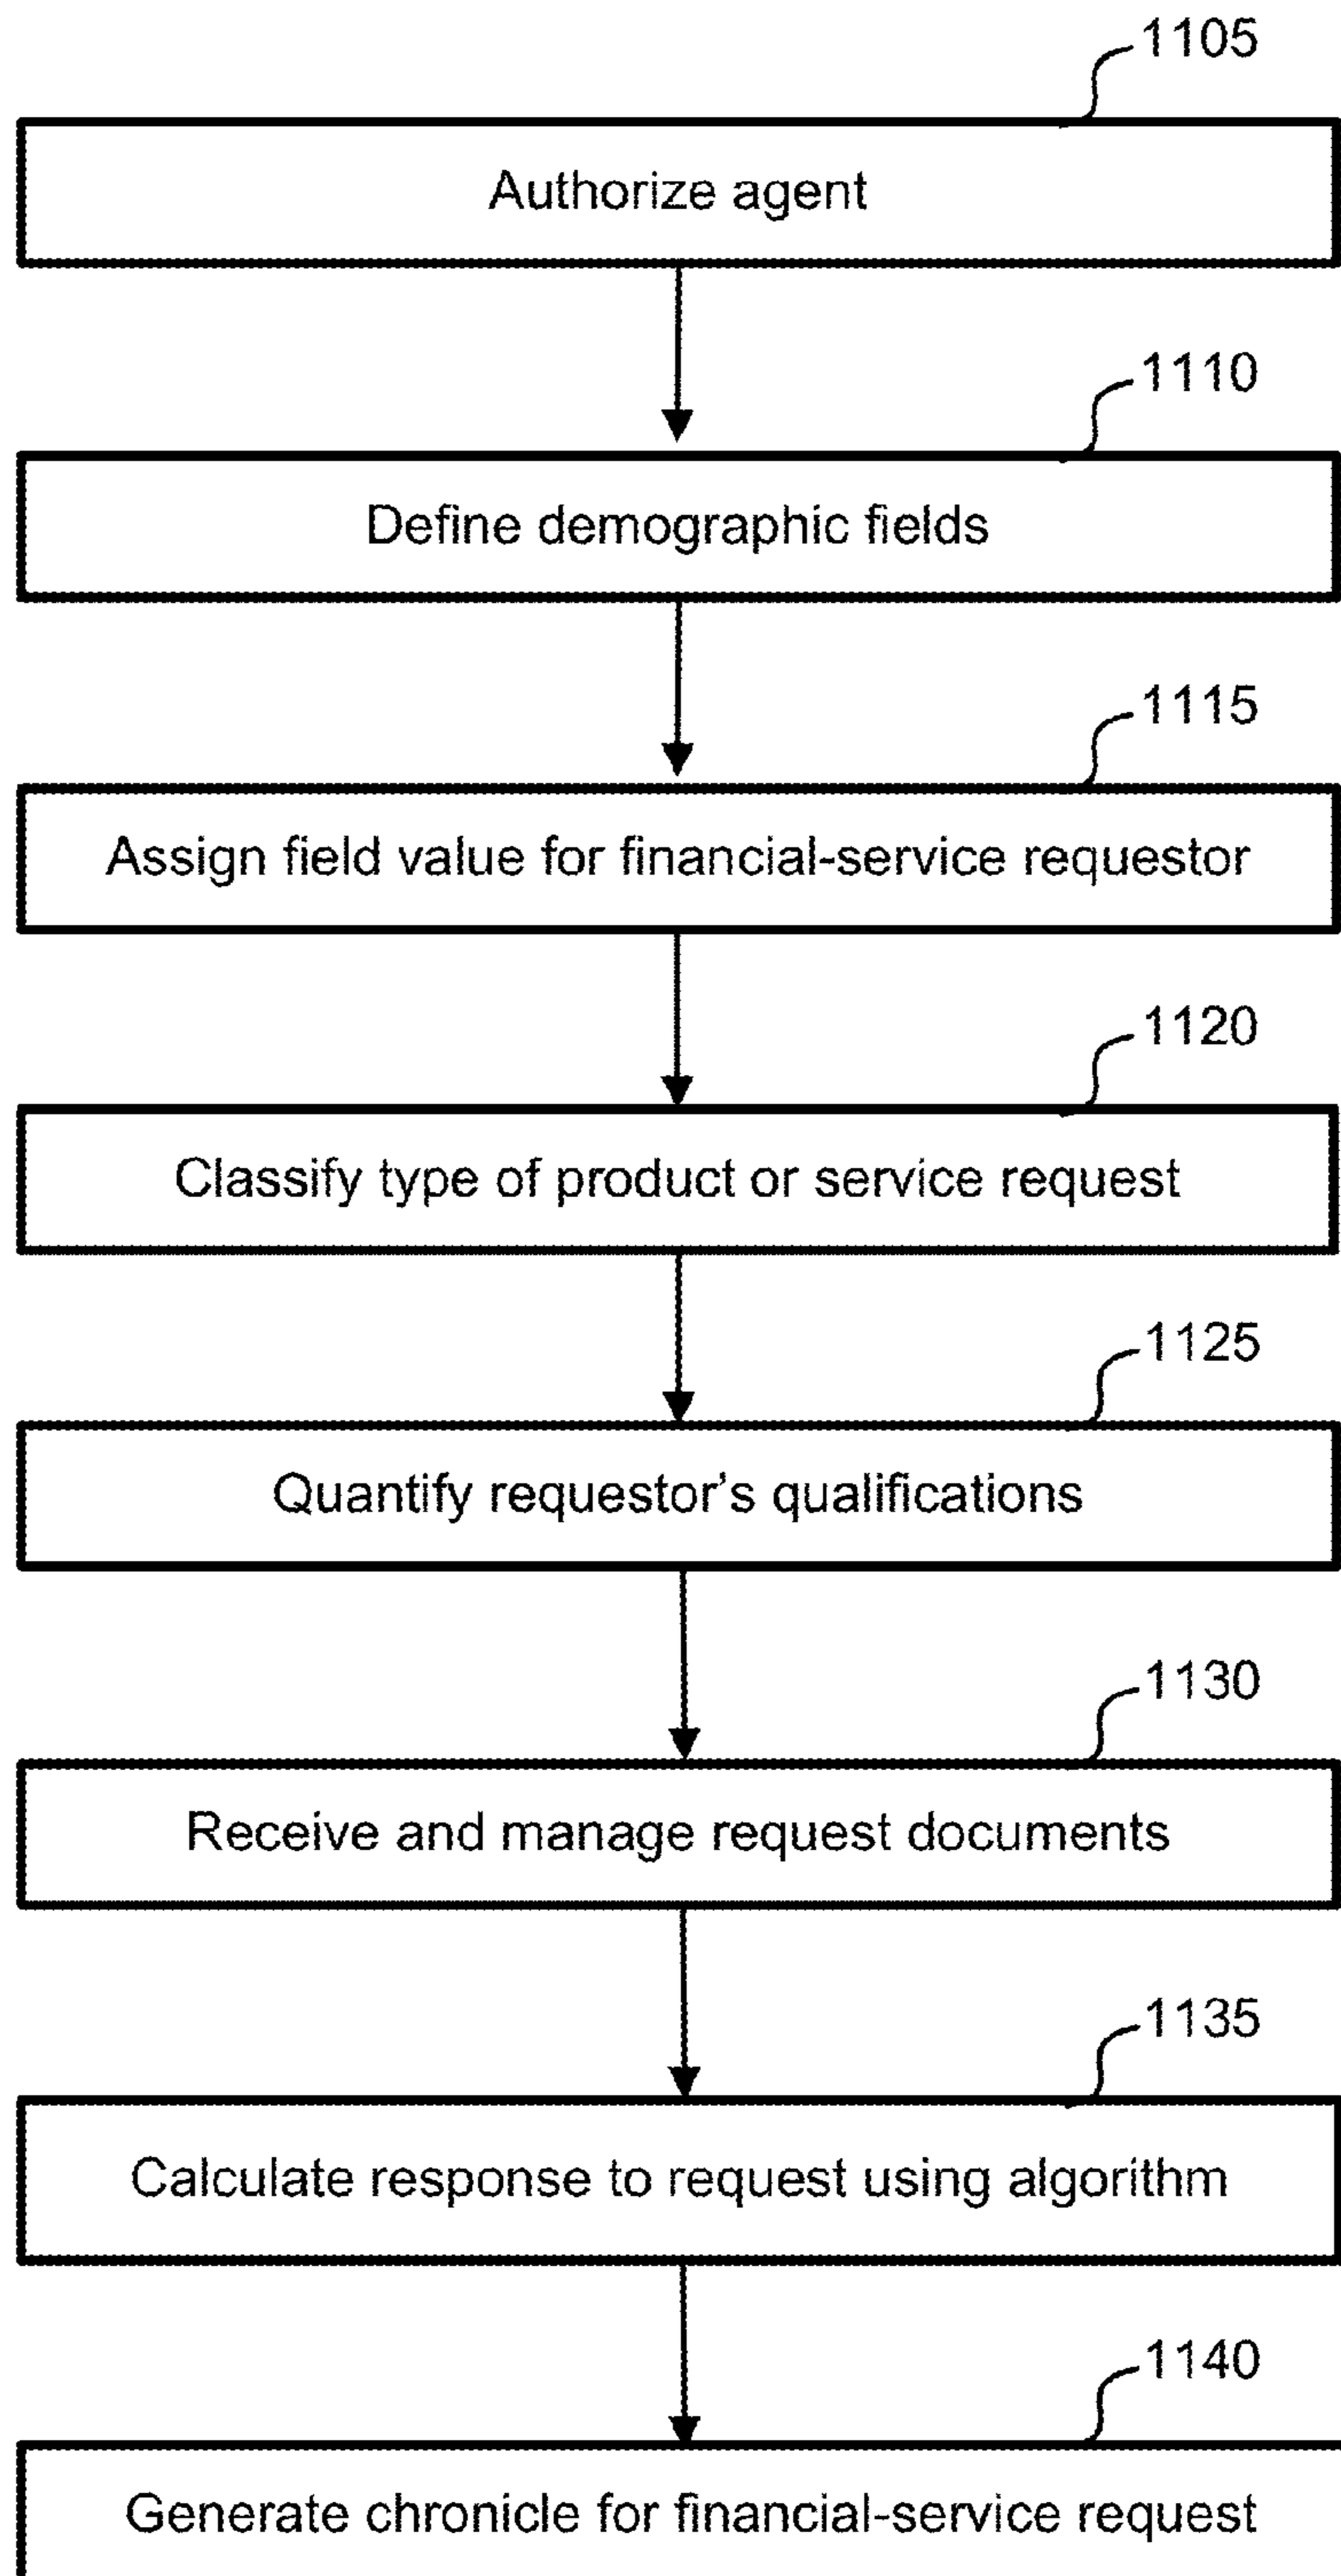 1105
Authorize agent
1110
Define demographic fields
1115
Assign field value for financial-service requestor
1120
Classify type of product or service request
1125
Quantify requestor’s qualifications
1130
Receive and manage request documents
1135
Calculate response to request using algorithm
1140
Generate chronicle for financial-service request